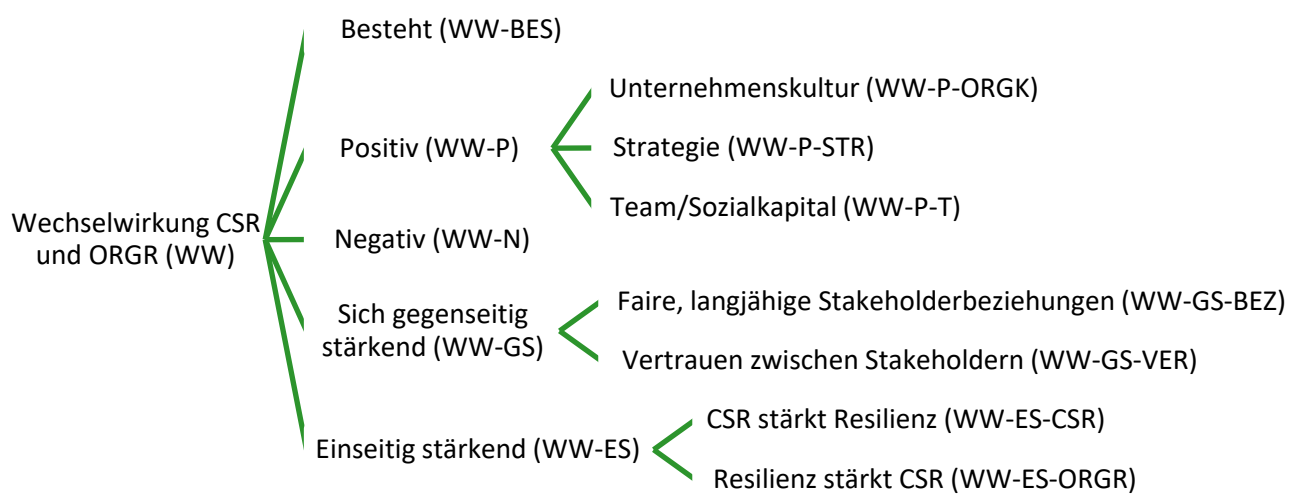 Besteht (WW-BES)
Unternehmenskultur (WW-P-ORGK)
Positiv (WW-P)
Strategie (WW-P-STR)
Team/Sozialkapital (WW-P-T)
Wechselwirkung CSR
und ORGR (WW)
Negativ (WW-N)
Sich gegenseitig
stärkend (WW-GS)
Faire, langjähige Stakeholderbeziehungen (WW-GS-BEZ)
Vertrauen zwischen Stakeholdern (WW-GS-VER)
Einseitig stärkend (WW-ES)
CSR stärkt Resilienz (WW-ES-CSR)
Resilienz stärkt CSR (WW-ES-ORGR)